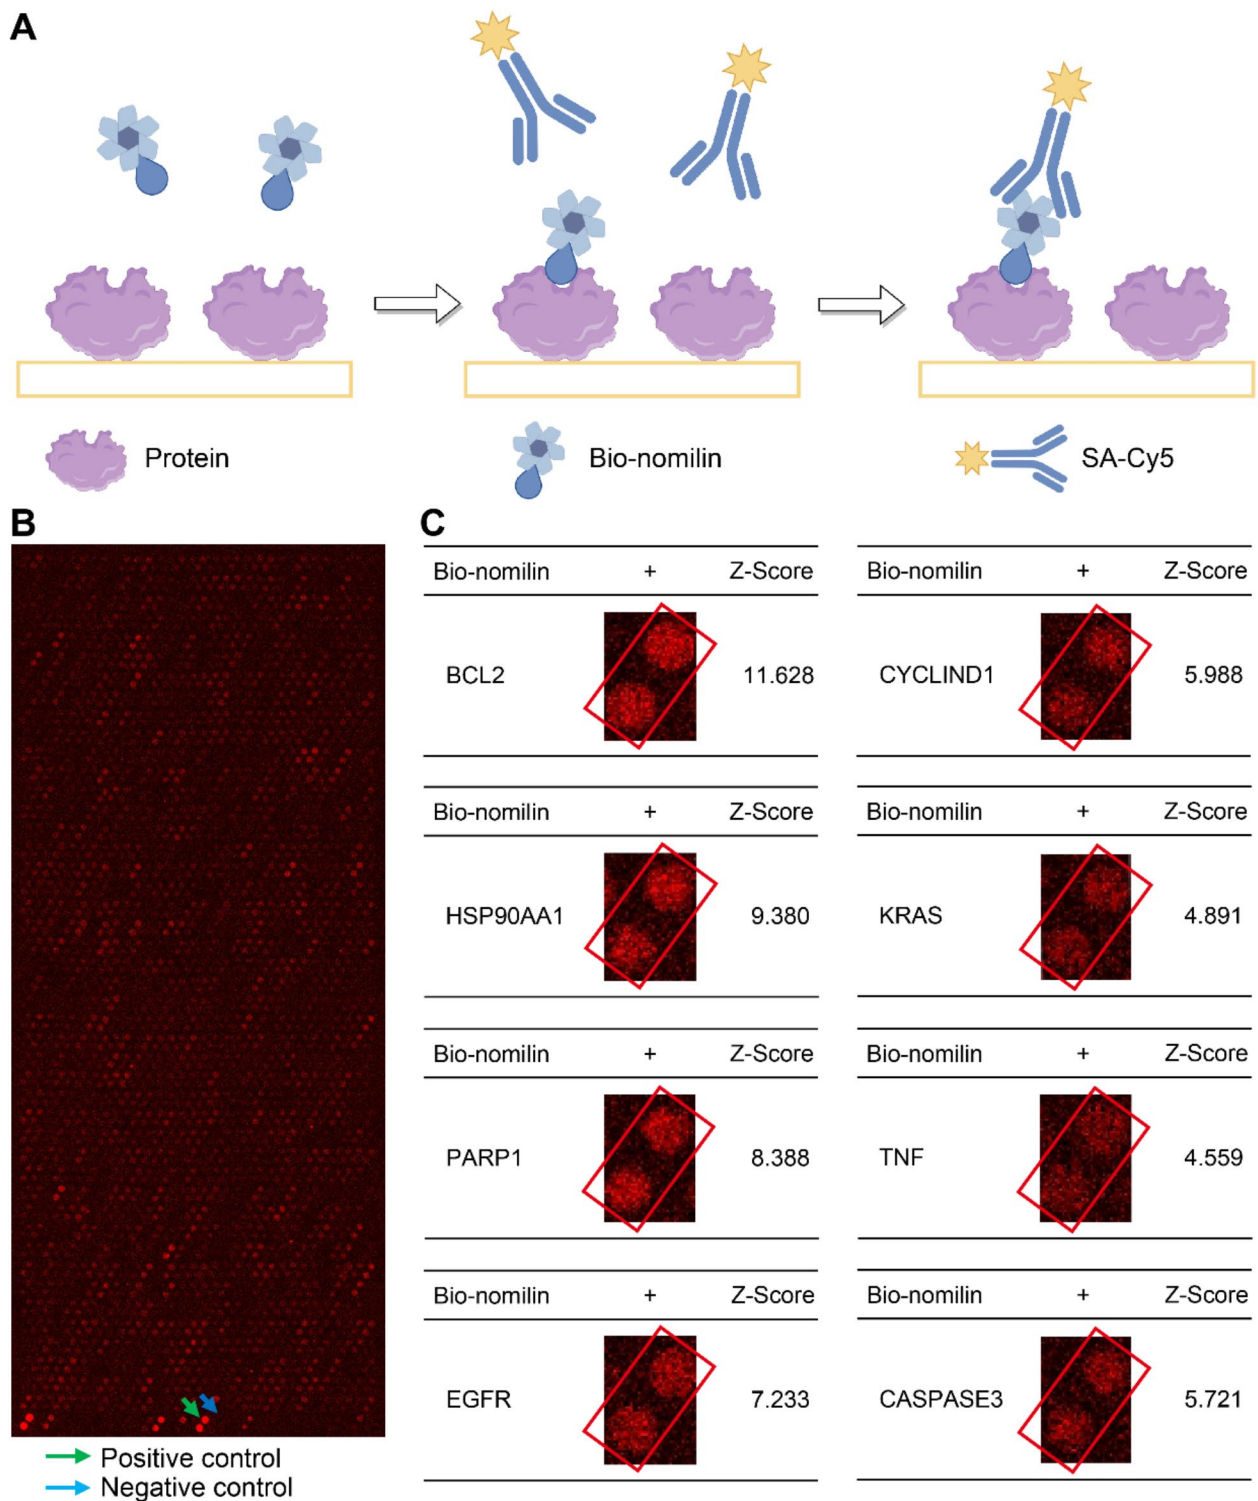 A
Protein
Bio-nomilin
SA-Cy5
B
Positive control
Negative control
C
Bio-nomilin + Z-Score
BCL2 11.628
Bio-nomilin + Z-Score
HSP90AA1 9.380
Bio-nomilin + Z-Score
PARP1 8.388
Bio-nomilin + Z-Score
EGFR 7.233
Bio-nomilin + Z-Score
CYCLIND1 5.988
Bio-nomilin + Z-Score
KRAS 4.891
Bio-nomilin + Z-Score
TNF 4.559
Bio-nomilin + Z-Score
CASPASE3 5.721